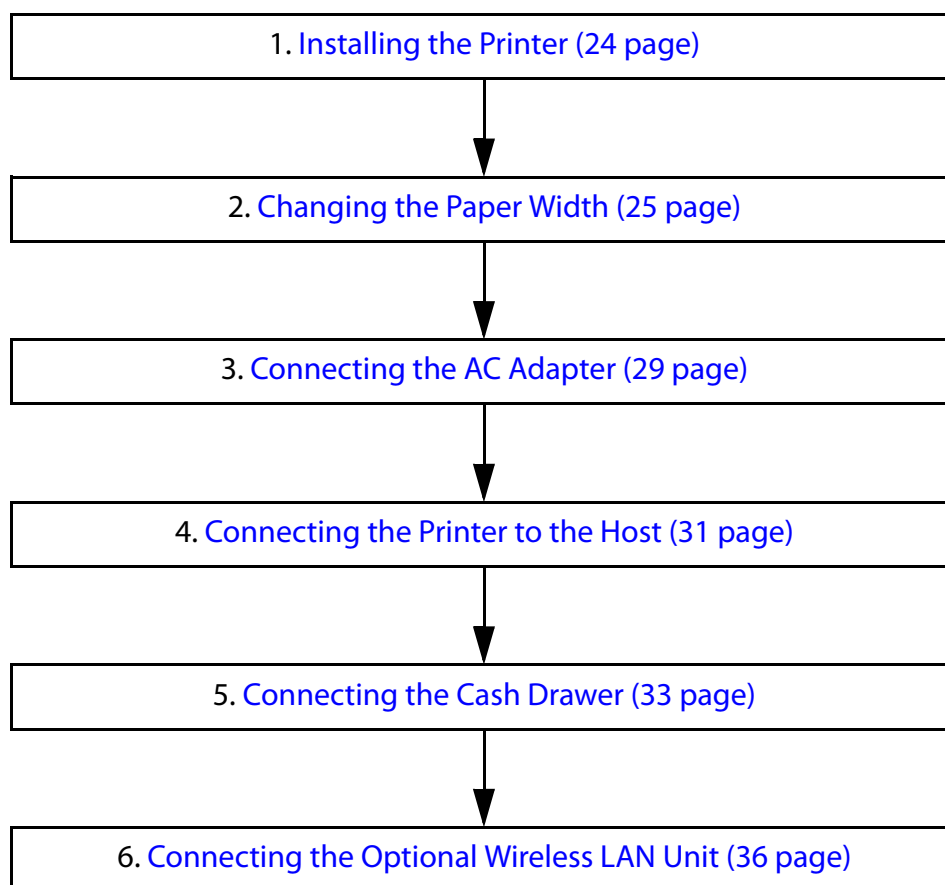 1. Installing the Printer (24 page)
2. Changing the Paper Width (25 page)
3. Connecting the AC Adapter (29 page)
4. Connecting the Printer to the Host (31 page)
5. Connecting the Cash Drawer (33 page)
6. Connecting the Optional Wireless LAN Unit (36 page)